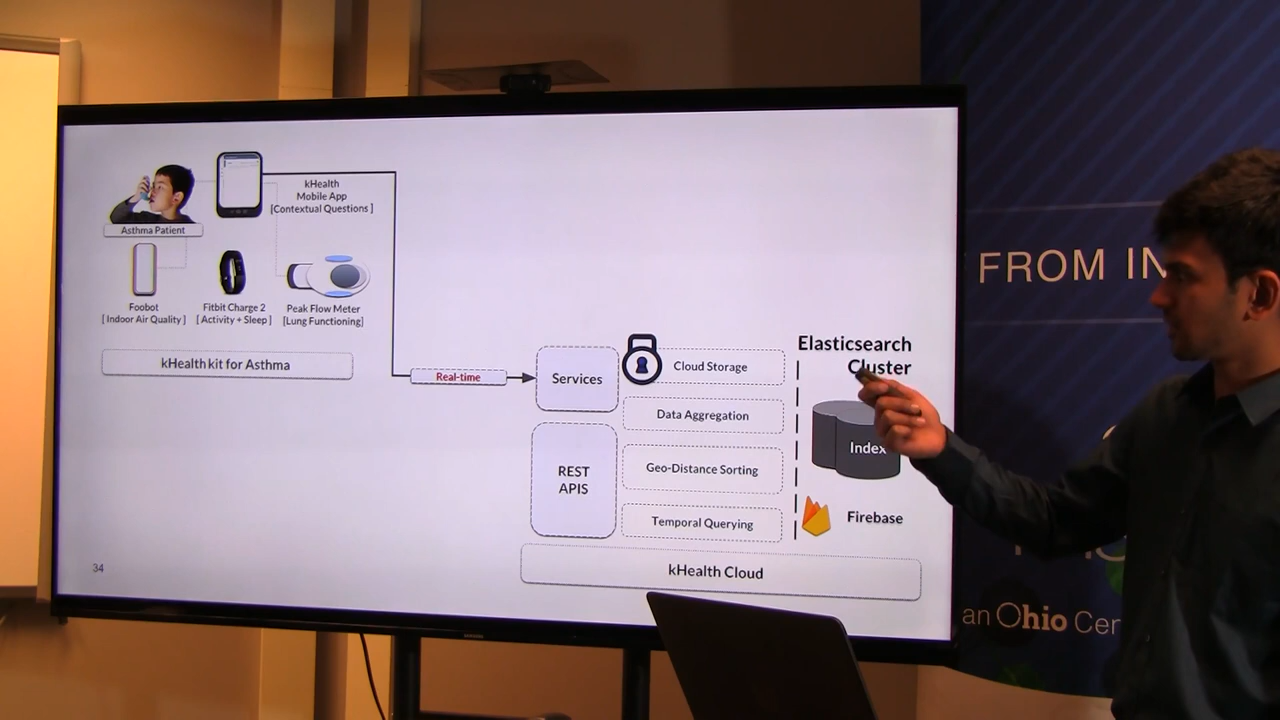 kHealth
Mobile App
[Contextual Questions ]
Asthma Patient
Foobot
[ Indoor Air Quality ]
Fitbit Charge 2
[ Activity + Sleep ]
Peak Flow Meter
[Lung Functioning]
kHealth kit for Asthma
Real-time
Services
REST
APIS
Cloud Storage
Data Aggregation
Geo-Distance Sorting
Temporal Querying
Elasticsearch
Cluster
Index
Firebase
kHealth Cloud
34
FROM IN
an Ohio Cer